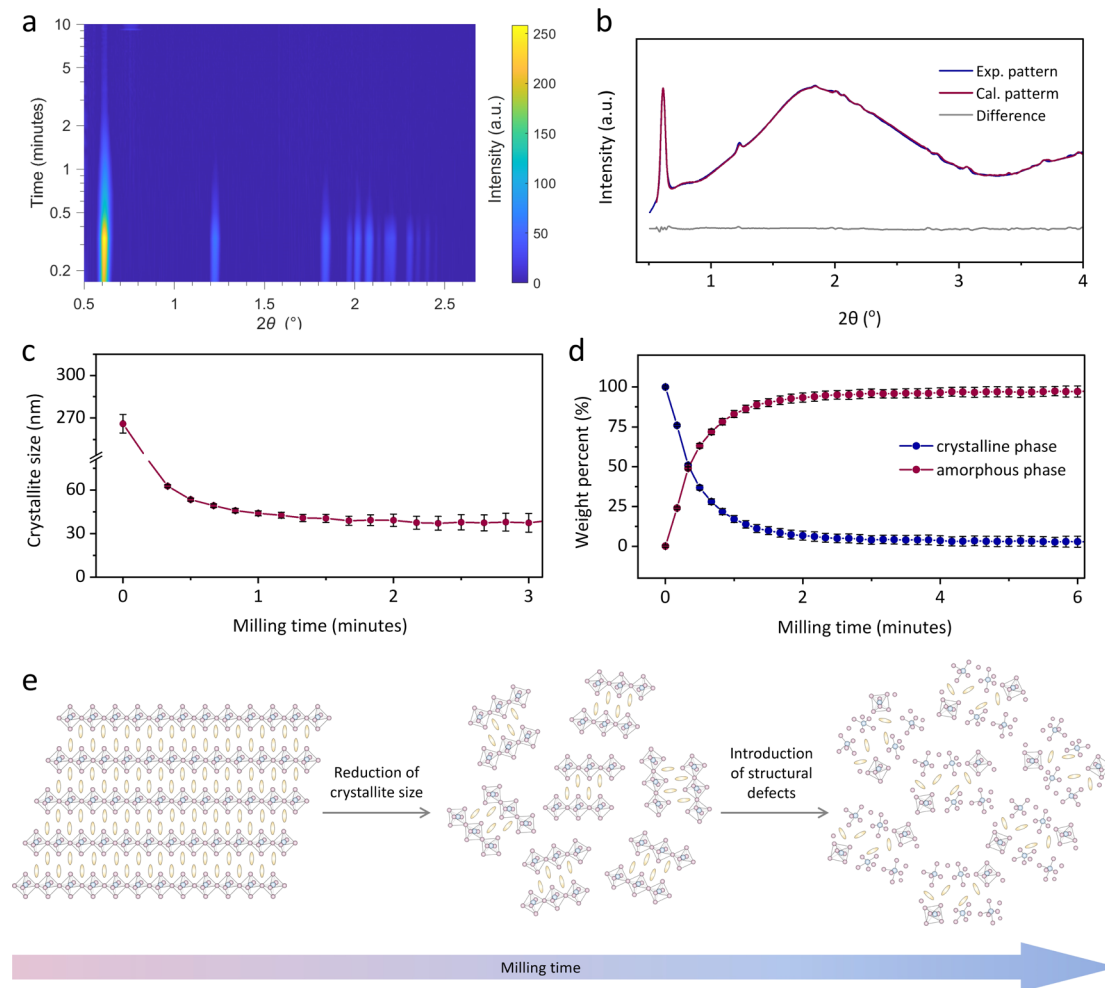 a
10
5
2
1
0.5
0.2
Time (minutes)
0.5
1
1.5
2
2.5
2θ (°)
250
200
150
100
50
0
Intensity (a.u.)
b
Exp. pattern
Cal. patterm
Difference
Intensity (a.u.)
1
2
3
4
2θ (°)
c
300
270
60
30
0
Crystallite size (nm)
0
1
2
3
Milling time (minutes)
d
100
75
50
25
0
Weight percent (%)
crystalline phase
amorphous phase
0
2
4
6
Milling time (minutes)
e
Reduction of
crystallite size
Introduction
of structural
defects
Milling time